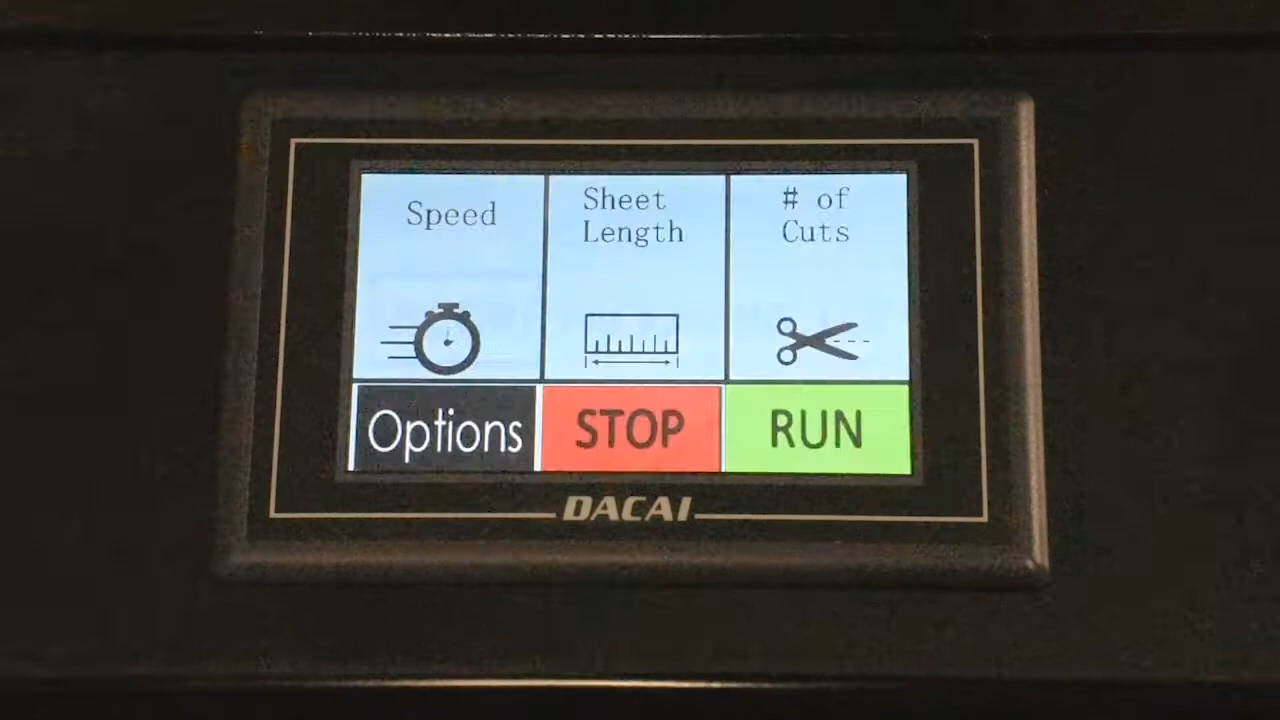 Speed
Sheet
Length
# of
Cuts
Options
STOP
RUN
DACAI